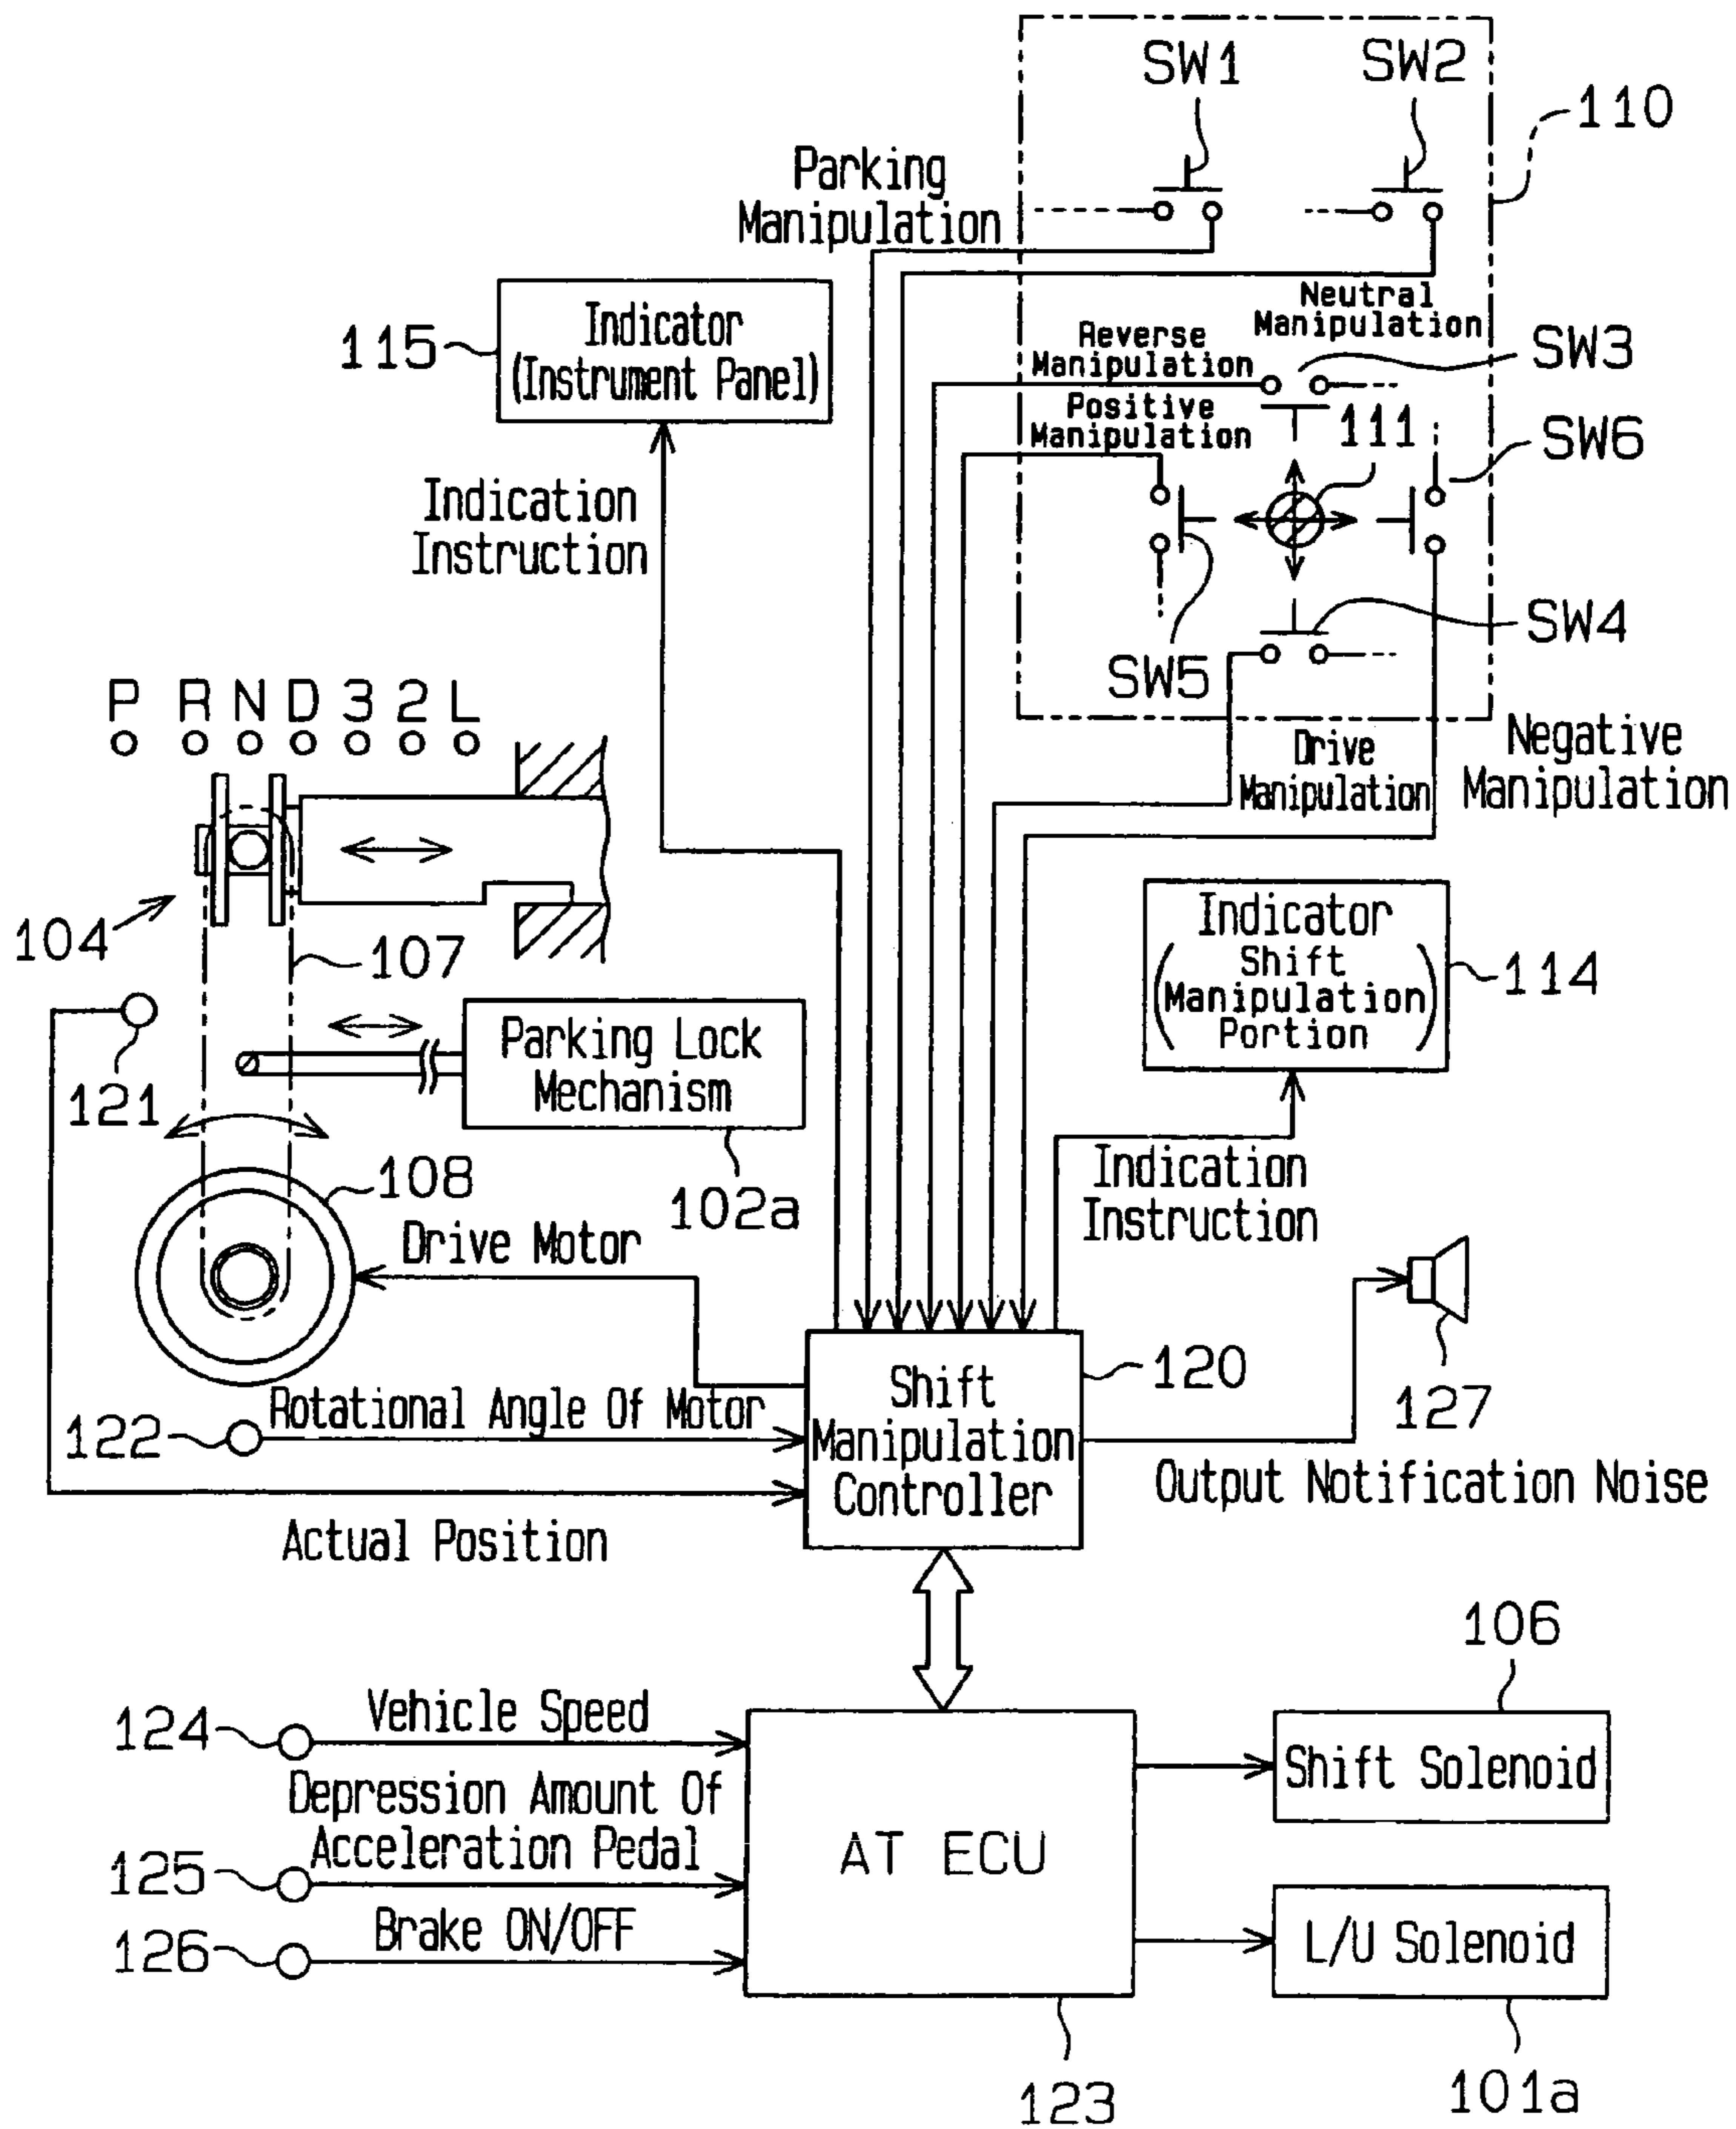 SW1
SW2
110
Parking
Manipulation
Neutral
Manipulation
115
Indicator
(Instrument Panel)
Reverse
Manipulation
SW3
Positive
Manipulation
111
SW6
Indication
Instruction
SW4
SW5
P R N D 3 2 L
Drive
Manipulation
Negative
Manipulation
104
107
Indicator
(Shift
Manipulation
Portion)
114
121
Parking Lock
Mechanism
102a
108
Indication
Instruction
Drive Motor
120
127
Shift
Manipulation
Controller
Rotational Angle Of Motor
122
Output Notification Noise
Actual Position
106
124
Vehicle Speed
Shift Solenoid
Depression Amount Of
Acceleration Pedal
125
AT ECU
Brake ON/OFF
126
L/U Solenoid
123
101a